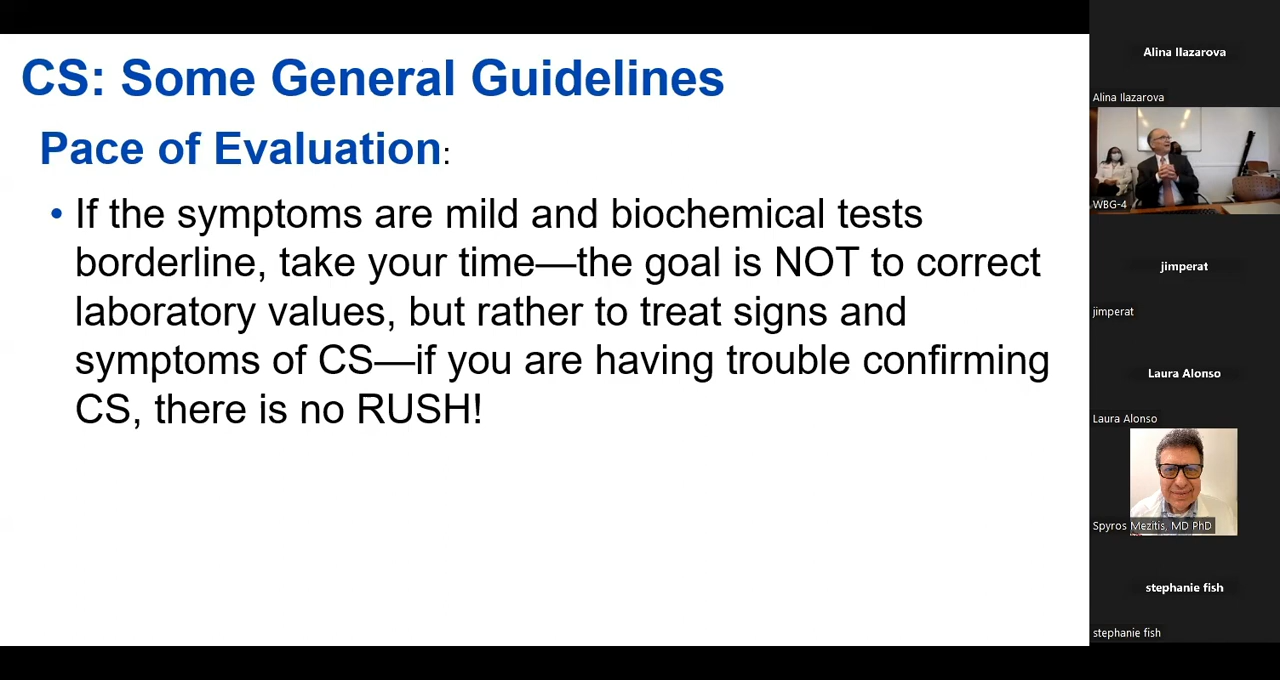 CS: Some General Guidelines
Pace of Evaluation:
• If the symptoms are mild and biochemical tests
borderline, take your time—the goal is NOT to correct
laboratory values, but rather to treat signs and
symptoms of CS—if you are having trouble confirming
CS, there is no RUSH!
Alina Ilazarova
Alina Ilazarova
WBG-4
jimperat
jimperat
Laura Alonso
Laura Alonso
Spyros Mezitis, MD PhD
stephanie fish
stephanie fish